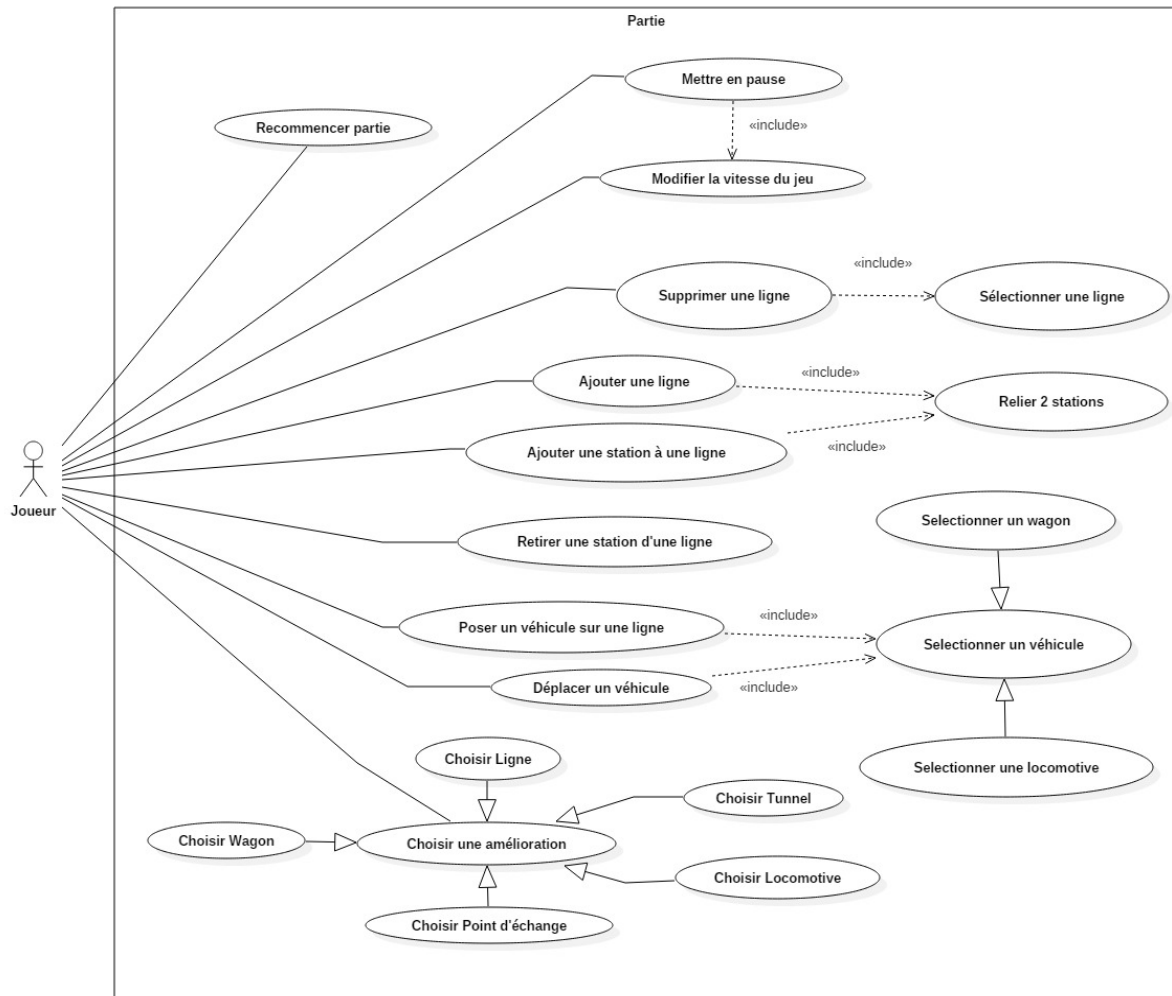 Partie
Mettre en pause
Recommencer partie
«include»
Modifier la vitesse du jeu
«include»
Supprimer une ligne
Sélectionner une ligne
«include»
Ajouter une ligne
Relier 2 stations
«include»
Ajouter une station à une ligne
Joueur
Selectionner un wagon
Retirer une station d'une ligne
«include»
Poser un véhicule sur une ligne
Selectionner un véhicule
«include»
Déplacer un véhicule
Choisir Ligne
Selectionner une locomotive
Choisir Tunnel
Choisir Wagon
Choisir une amélioration
Choisir Locomotive
Choisir Point d'échange